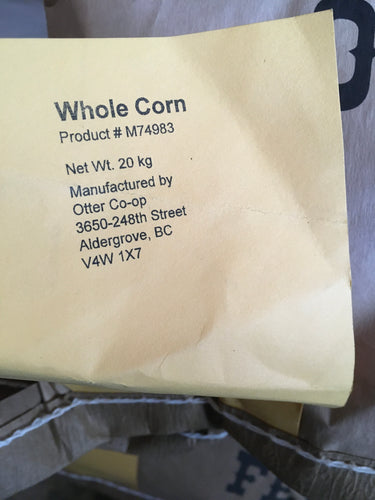 Whole Corn
Product # M74983
Net Wt. 20 kg
Manufactured by
Otter Co-op
3650-248th Street
Aldergrove, BC
V4W 1X7